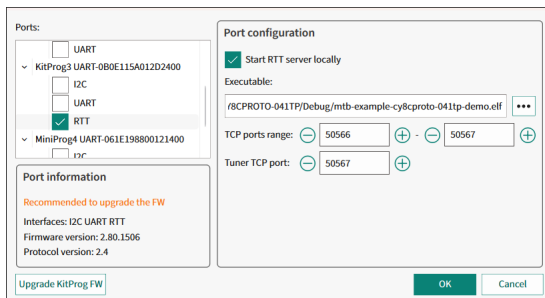 Ports:
UART
KitProg3 UART-0B0E115A012D2400
I2C
UART
RTT
MiniProg4 UART-061E198800121400
I2C
Port information
Recommended to upgrade the FW
Interfaces: I2C UART RTT
Firmware version: 2.80.1506
Protocol version: 2.4
Upgrade KitProg FW
Port configuration
Start RTT server locally
Executable:
/8CPROTO-041TP/Debug/mtb-example-cy8cproto-041tp-demo.elf •••
TCP ports range: 50566 - 50567
Tuner TCP port: 50567
OK Cancel